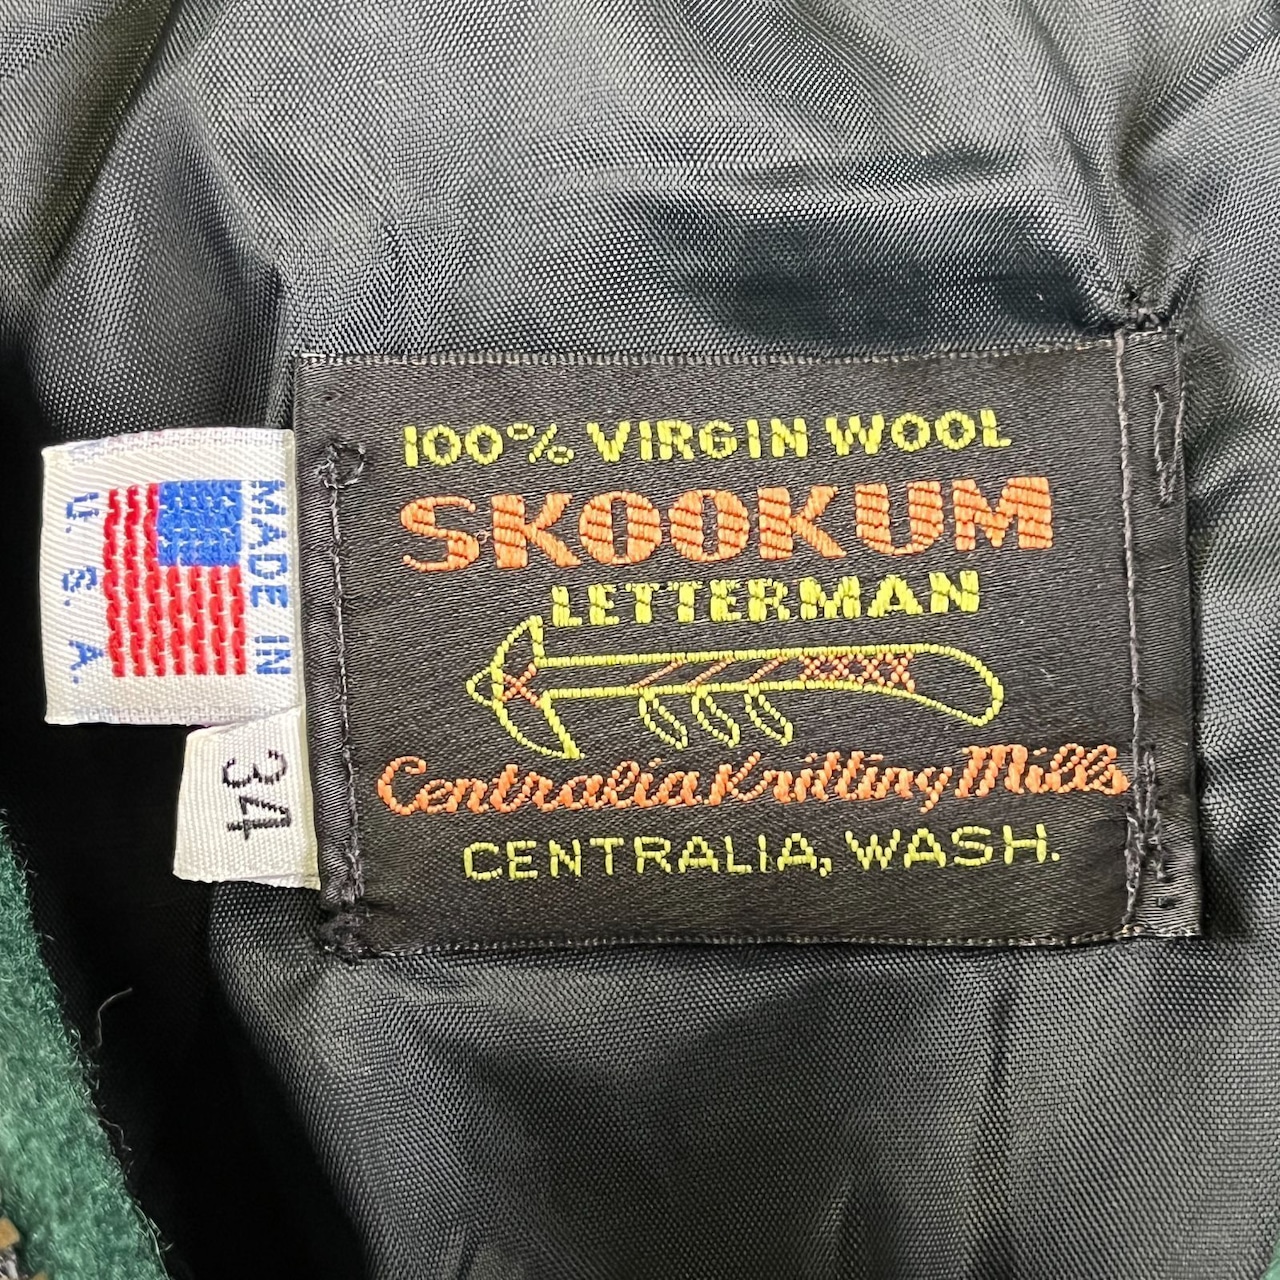 100% VIRGIN WOOL
SKOOKUM
LETTERMAN
Centralia Knitting Mills
CENTRALIA, WASH.
MADE IN
U. S. A.
34